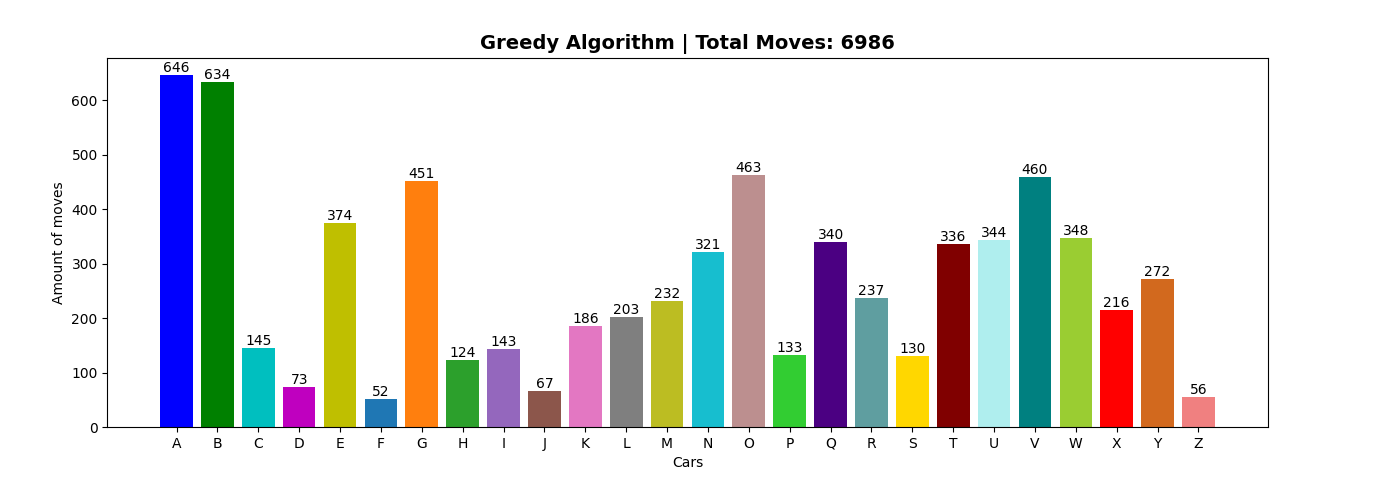 Greedy Algorithm | Total Moves: 6986
646 634 145 73 374 52 451 124 143 67 186 203 232 321 463 133 340 237 130 336 344 460 348 216 272 56
600
500
400
300
200
100
0
Amount of moves
A B C D E F G H I J K L M N O P Q R S T U V W X Y Z
Cars